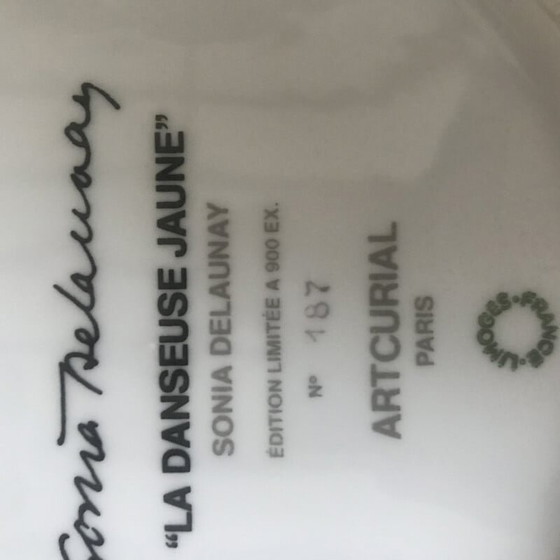 Sonia Delaunay
“LA DANSEUSE JAUNE”
SONIA DELAUNAY
ÉDITION LIMITÉE A 900 EX.
N° 187
ARTCURIAL
PARIS
LIMOGES·FRANCE·